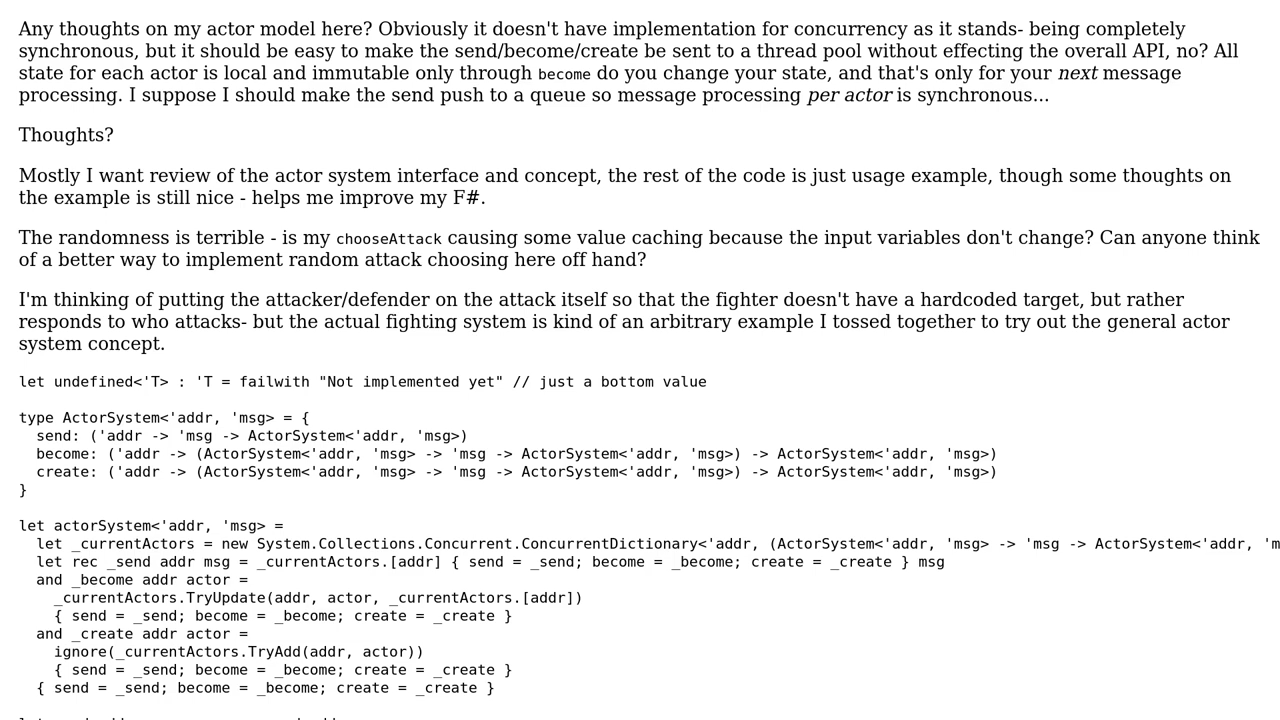 Any thoughts on my actor model here? Obviously it doesn't have implementation for concurrency as it stands- being completely
synchronous, but it should be easy to make the send/become/create be sent to a thread pool without effecting the overall API, no? All
state for each actor is local and immutable only through become do you change your state, and that's only for your next message
processing. I suppose I should make the send push to a queue so message processing per actor is synchronous...
Thoughts?
Mostly I want review of the actor system interface and concept, the rest of the code is just usage example, though some thoughts on
the example is still nice - helps me improve my F#.
The randomness is terrible - is my chooseAttack causing some value caching because the input variables don't change? Can anyone think
of a better way to implement random attack choosing here off hand?
I'm thinking of putting the attacker/defender on the attack itself so that the fighter doesn't have a hardcoded target, but rather
responds to who attacks- but the actual fighting system is kind of an arbitrary example I tossed together to try out the general actor
system concept.
let undefined<'T> : 'T = failwith "Not implemented yet" // just a bottom value
type ActorSystem<'addr, 'msg> = {
  send: ('addr -> 'msg -> ActorSystem<'addr, 'msg>)
  become: ('addr -> (ActorSystem<'addr, 'msg> -> 'msg -> ActorSystem<'addr, 'msg>) -> ActorSystem<'addr, 'msg>)
  create: ('addr -> (ActorSystem<'addr, 'msg> -> 'msg -> ActorSystem<'addr, 'msg>) -> ActorSystem<'addr, 'msg>)
}
let actorSystem<'addr, 'msg> =
  let _currentActors = new System.Collections.Concurrent.ConcurrentDictionary<'addr, (ActorSystem<'addr, 'msg> -> 'msg -> ActorSystem<'addr, 'm
  let rec _send addr msg = _currentActors.[addr] { send = _send; become = _become; create = _create } msg
  and _become addr actor =
    _currentActors.TryUpdate(addr, actor, _currentActors.[addr])
    { send = _send; become = _become; create = _create }
  and _create addr actor =
    ignore(_currentActors.TryAdd(addr, actor))
    { send = _send; become = _become; create = _create }
  { send = _send; become = _become; create = _create }